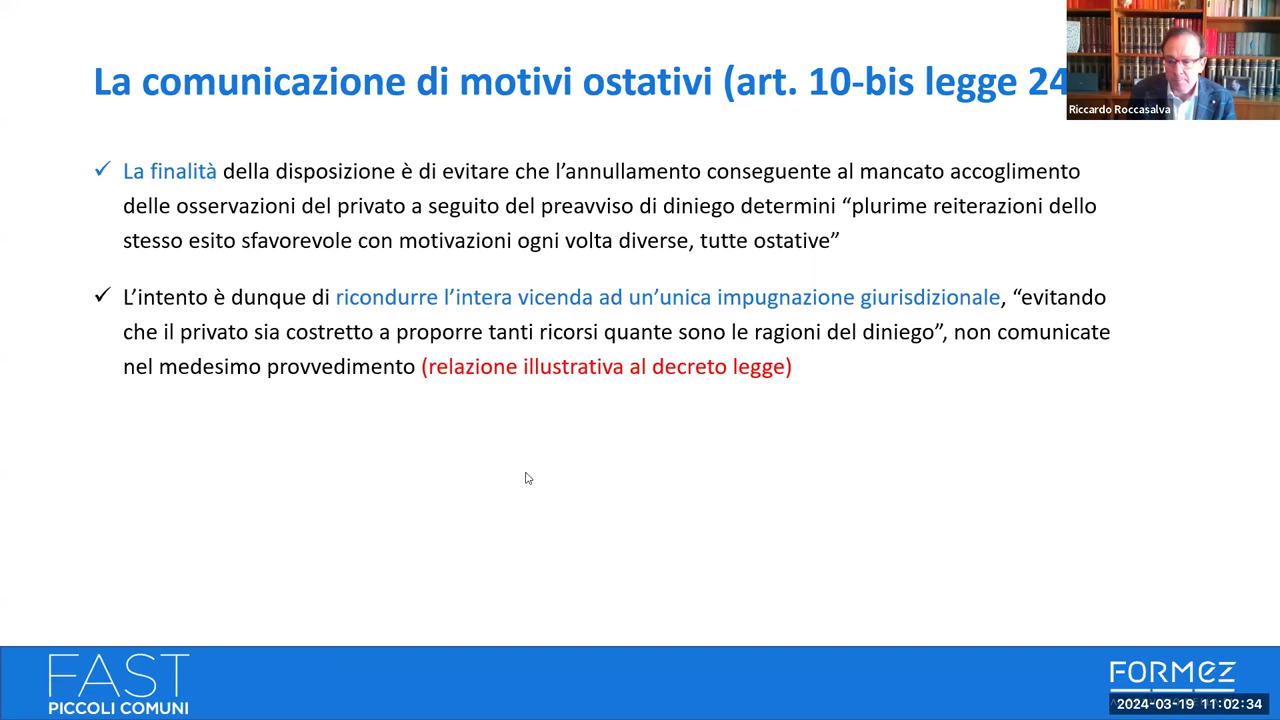 La comunicazione di motivi ostativi (art. 10-bis legge 24
Riccardo Roccasalva
✓ La finalità della disposizione è di evitare che l’annullamento conseguente al mancato accoglimento
delle osservazioni del privato a seguito del preavviso di diniego determini “plurime reiterazioni dello
stesso esito sfavorevole con motivazioni ogni volta diverse, tutte ostative”
✓ L’intento è dunque di ricondurre l’intera vicenda ad un’unica impugnazione giurisdizionale, “evitando
che il privato sia costretto a proporre tanti ricorsi quante sono le ragioni del diniego”, non comunicate
nel medesimo provvedimento (relazione illustrativa al decreto legge)
FAST
PICCOLI COMUNI
FORMEZ
2024-03-19 11:02:34